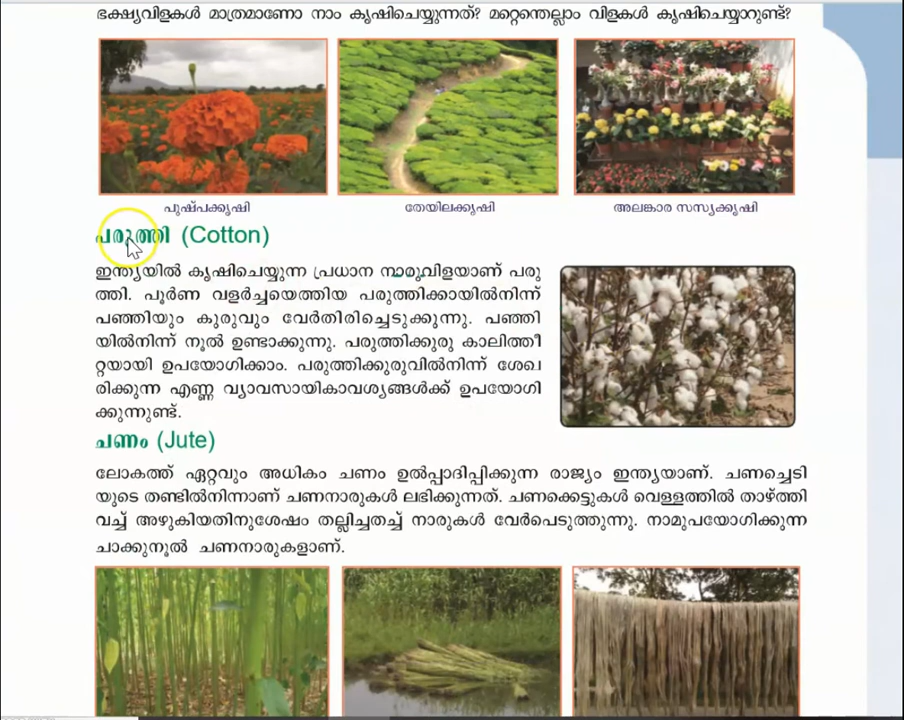 ഭക്ഷ്യവിളകൾ മാത്രമാണോ നാം കൃഷിചെയ്യുന്നത്? മറ്റെന്തെല്ലാം വിളകൾ കൃഷിചെയ്യാറുണ്ട്?
പുഷ്പക്കൃഷി
തേയിലക്കൃഷി
അലങ്കാര സസ്യക്കൃഷി
പരുത്തി (Cotton)
ഇന്ത്യയിൽ കൃഷിചെയ്യുന്ന പ്രധാന നാരുവിളയാണ് പരു
ത്തി. പൂർണ വളർച്ചയെത്തിയ പരുത്തിക്കായിൽനിന്ന്
പഞ്ഞിയും കുരുവും വേർതിരിച്ചെടുക്കുന്നു. പഞ്ഞി
യിൽനിന്ന് നൂൽ ഉണ്ടാക്കുന്നു. പരുത്തിക്കുരു കാലിത്തീ
റ്റയായി ഉപയോഗിക്കാം. പരുത്തിക്കുരുവിൽനിന്ന് ശേഖ
രിക്കുന്ന എണ്ണ വ്യാവസായികാവശ്യങ്ങൾക്ക് ഉപയോഗി
ക്കുന്നുണ്ട്.
ചണം (Jute)
ലോകത്ത് ഏറ്റവും അധികം ചണം ഉൽപ്പാദിപ്പിക്കുന്ന രാജ്യം ഇന്ത്യയാണ്. ചണച്ചെടി
യുടെ തണ്ടിൽനിന്നാണ് ചണനാരുകൾ ലഭിക്കുന്നത്. ചണക്കെട്ടുകൾ വെള്ളത്തിൽ താഴ്ത്തി
വച്ച് അഴുകിയതിനുശേഷം തല്ലിച്ചതച്ച് നാരുകൾ വേർപെടുത്തുന്നു. നാമുപയോഗിക്കുന്ന
ചാക്കുനൂൽ ചണനാരുകളാണ്.